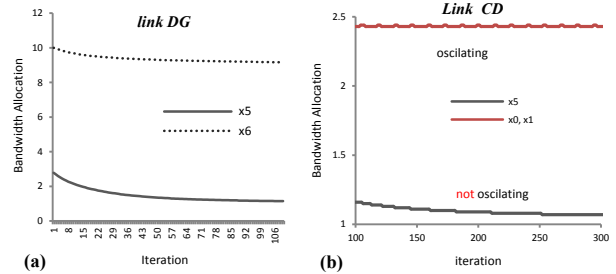 link DG
Bandwidth Allocation
12
10
8
6
4
2
0
x5
x6
1
8
15
22
29
36
43
50
57
64
71
78
85
92
99
106
(a)
Iteration
Link CD
Bandwidth Allocation
2.5
2
1.5
1
oscilating
x5
x0, x1
not oscilating
100
150
200
250
300
(b)
iteration